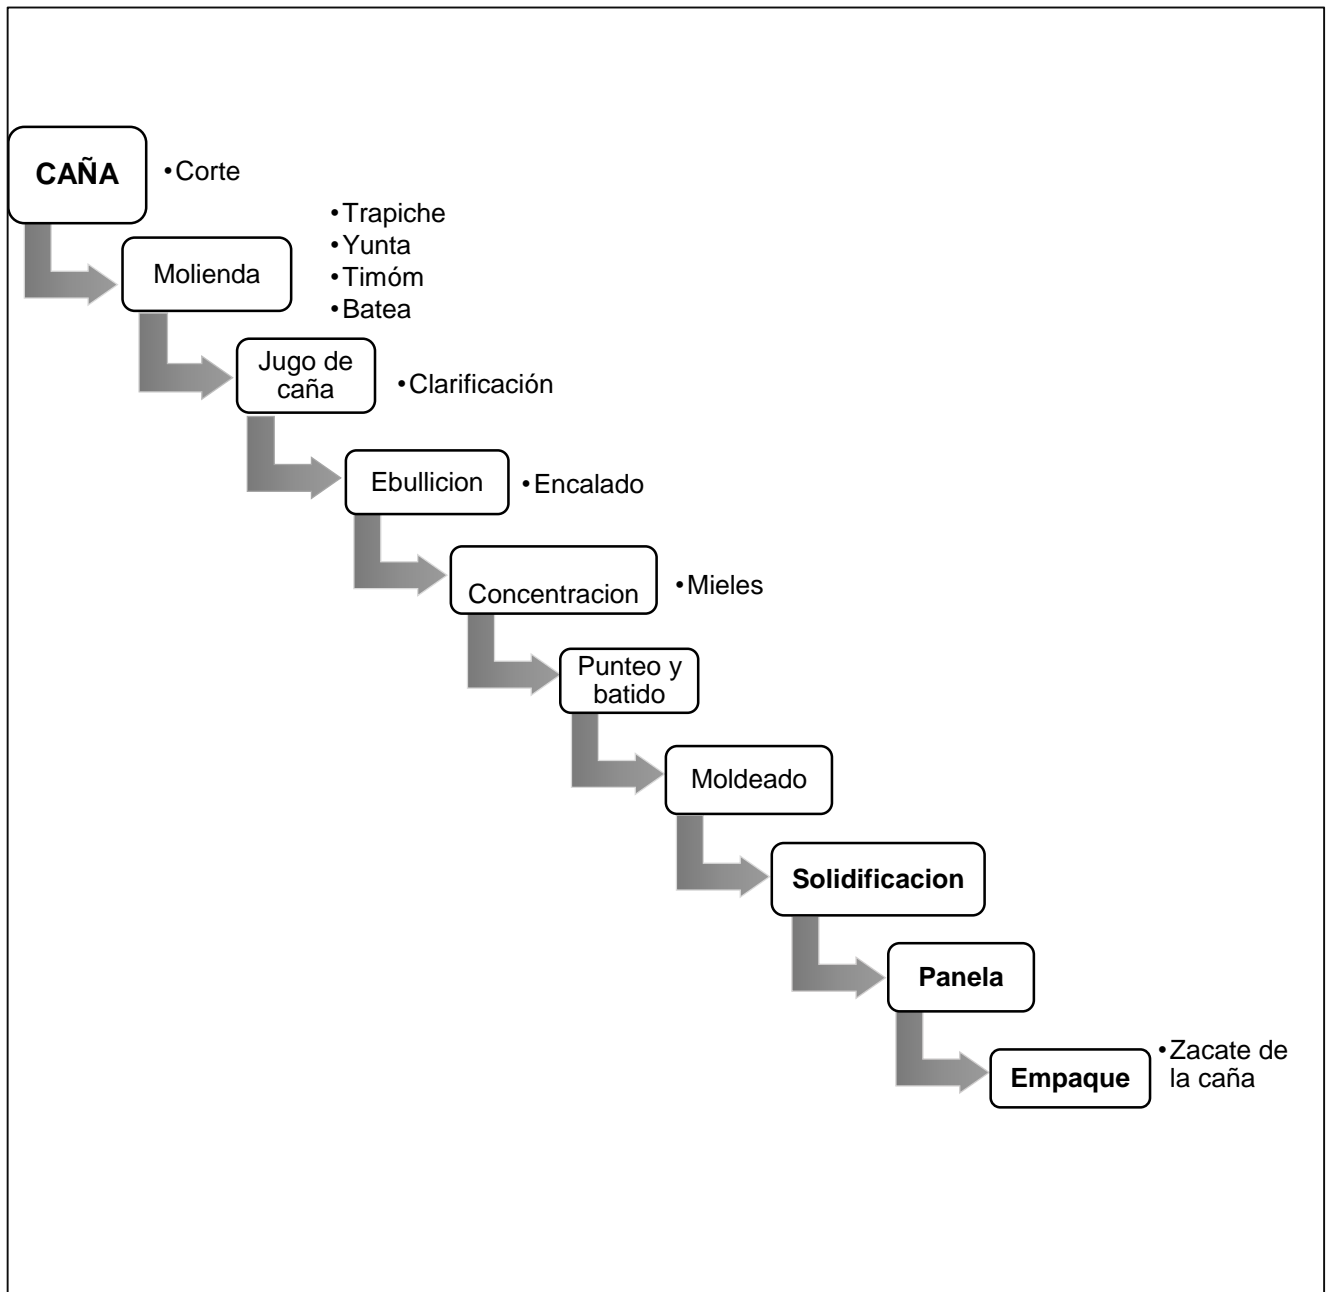 CAÑA
•Corte
•Trapiche
•Yunta
•Timóm
•Batea
Molienda
Jugo de
caña
•Clarificación
Ebullicion
•Encalado
Concentracion
•Mieles
Punteo y
batido
Moldeado
Solidificacion
Panela
Empaque
•Zacate de
la caña